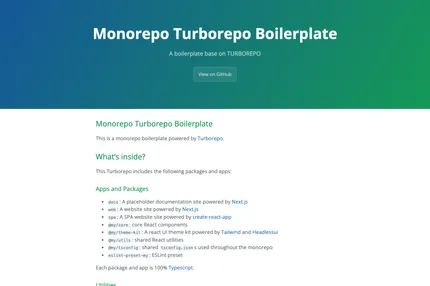 Monorepo Turborepo Boilerplate
A boilerplate base on TURBOREPO
View on GitHub
Monorepo Turborepo Boilerplate
This is a monorepo boilerplate powered by Turborepo.
What's inside?
This Turborepo includes the following packages and apps:
Apps and Packages
docs: A placeholder documentation site powered by Next.js
web: A website site powered by Next.js
spa: A SPA website site powered by create-react-app
@my/core: core React components
@my/theme-kit: A react UI theme kit powered by Tailwind and Headlessui
@my/utils: shared React utilities
@my/tsconfig: shared tsconfig.json s used throughout the monorepo
eslint-preset-my: ESLint preset
Each package and app is 100% Typescript.
Utilities